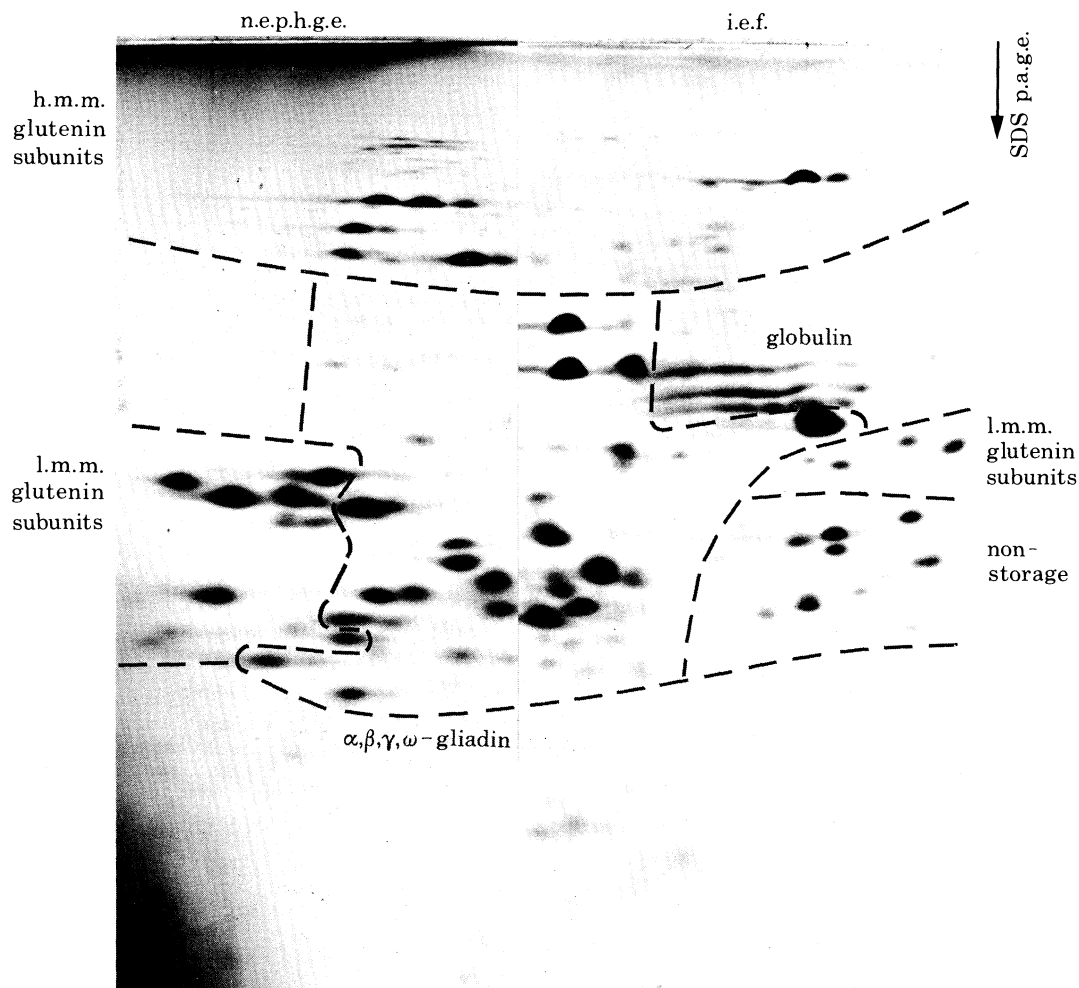 n.e.p.h.g.e.
i.e.f.
SDS p.a.g.e.
h.m.m.
glutenin
subunits
globulin
l.m.m.
glutenin
subunits
l.m.m.
glutenin
subunits
non-
storage
α,β,γ,ω-gliadin